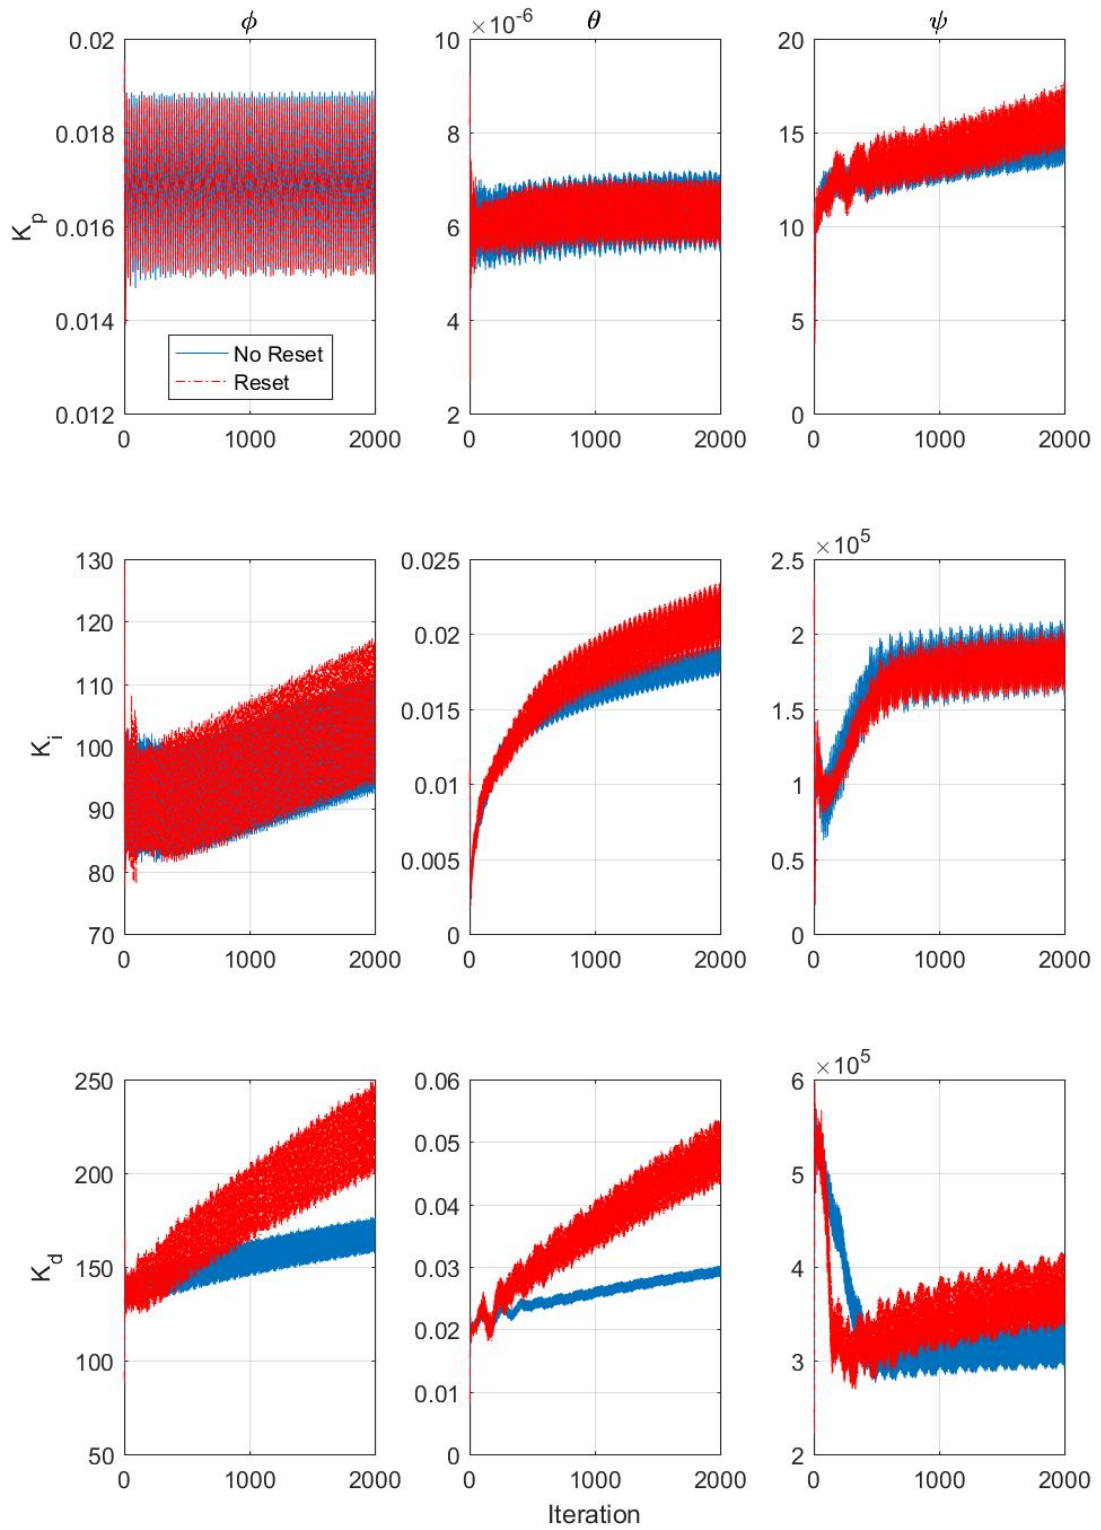 ϕ θ ψ
×10⁻⁶
0.02 10 20
0.018 8 15
K_p 0.016 6 10
0.014 4 5
No Reset
Reset
0.012 2 0
0 1000 2000 0 1000 2000 0 1000 2000
×10⁵
130 0.025 2.5
120 0.02 2
110
0.015 1.5
K_i 100
90 0.01 1
80 0.005 0.5
70 0 0
0 1000 2000 0 1000 2000 0 1000 2000
×10⁵
250 0.06 6
0.05
200 5
0.04
K_d 150 0.03 4
0.02
100 3
0.01
50 0 2
0 1000 2000 0 1000 2000 0 1000 2000
Iteration